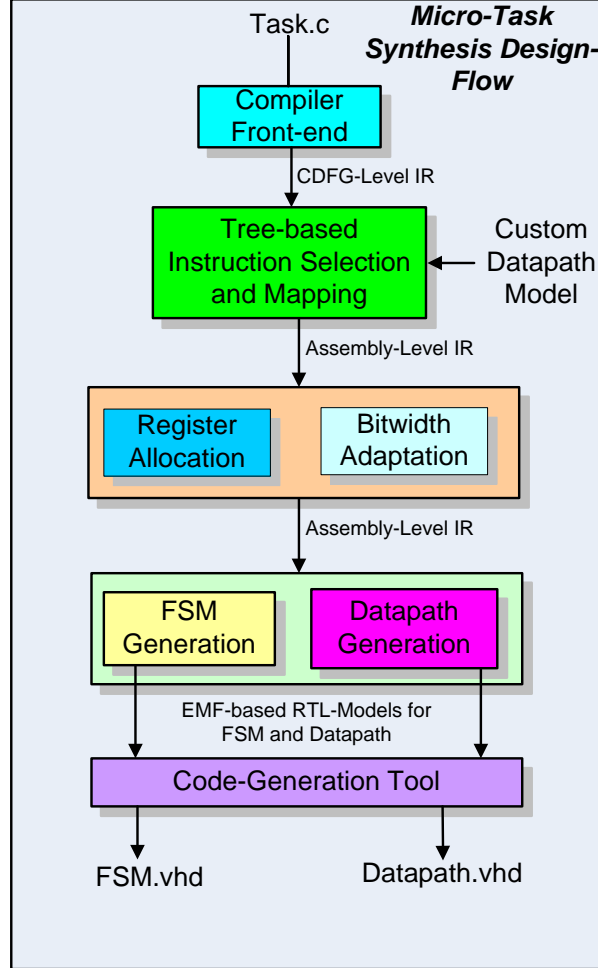 Micro-Task
Synthesis Design-
Flow
Task.c
Compiler
Front-end
CDFG-Level IR
Tree-based
Instruction Selection
and Mapping
Custom
Datapath
Model
Assembly-Level IR
Register
Allocation
Bitwidth
Adaptation
Assembly-Level IR
FSM
Generation
Datapath
Generation
EMF-based RTL-Models for
FSM and Datapath
Code-Generation Tool
FSM.vhd
Datapath.vhd